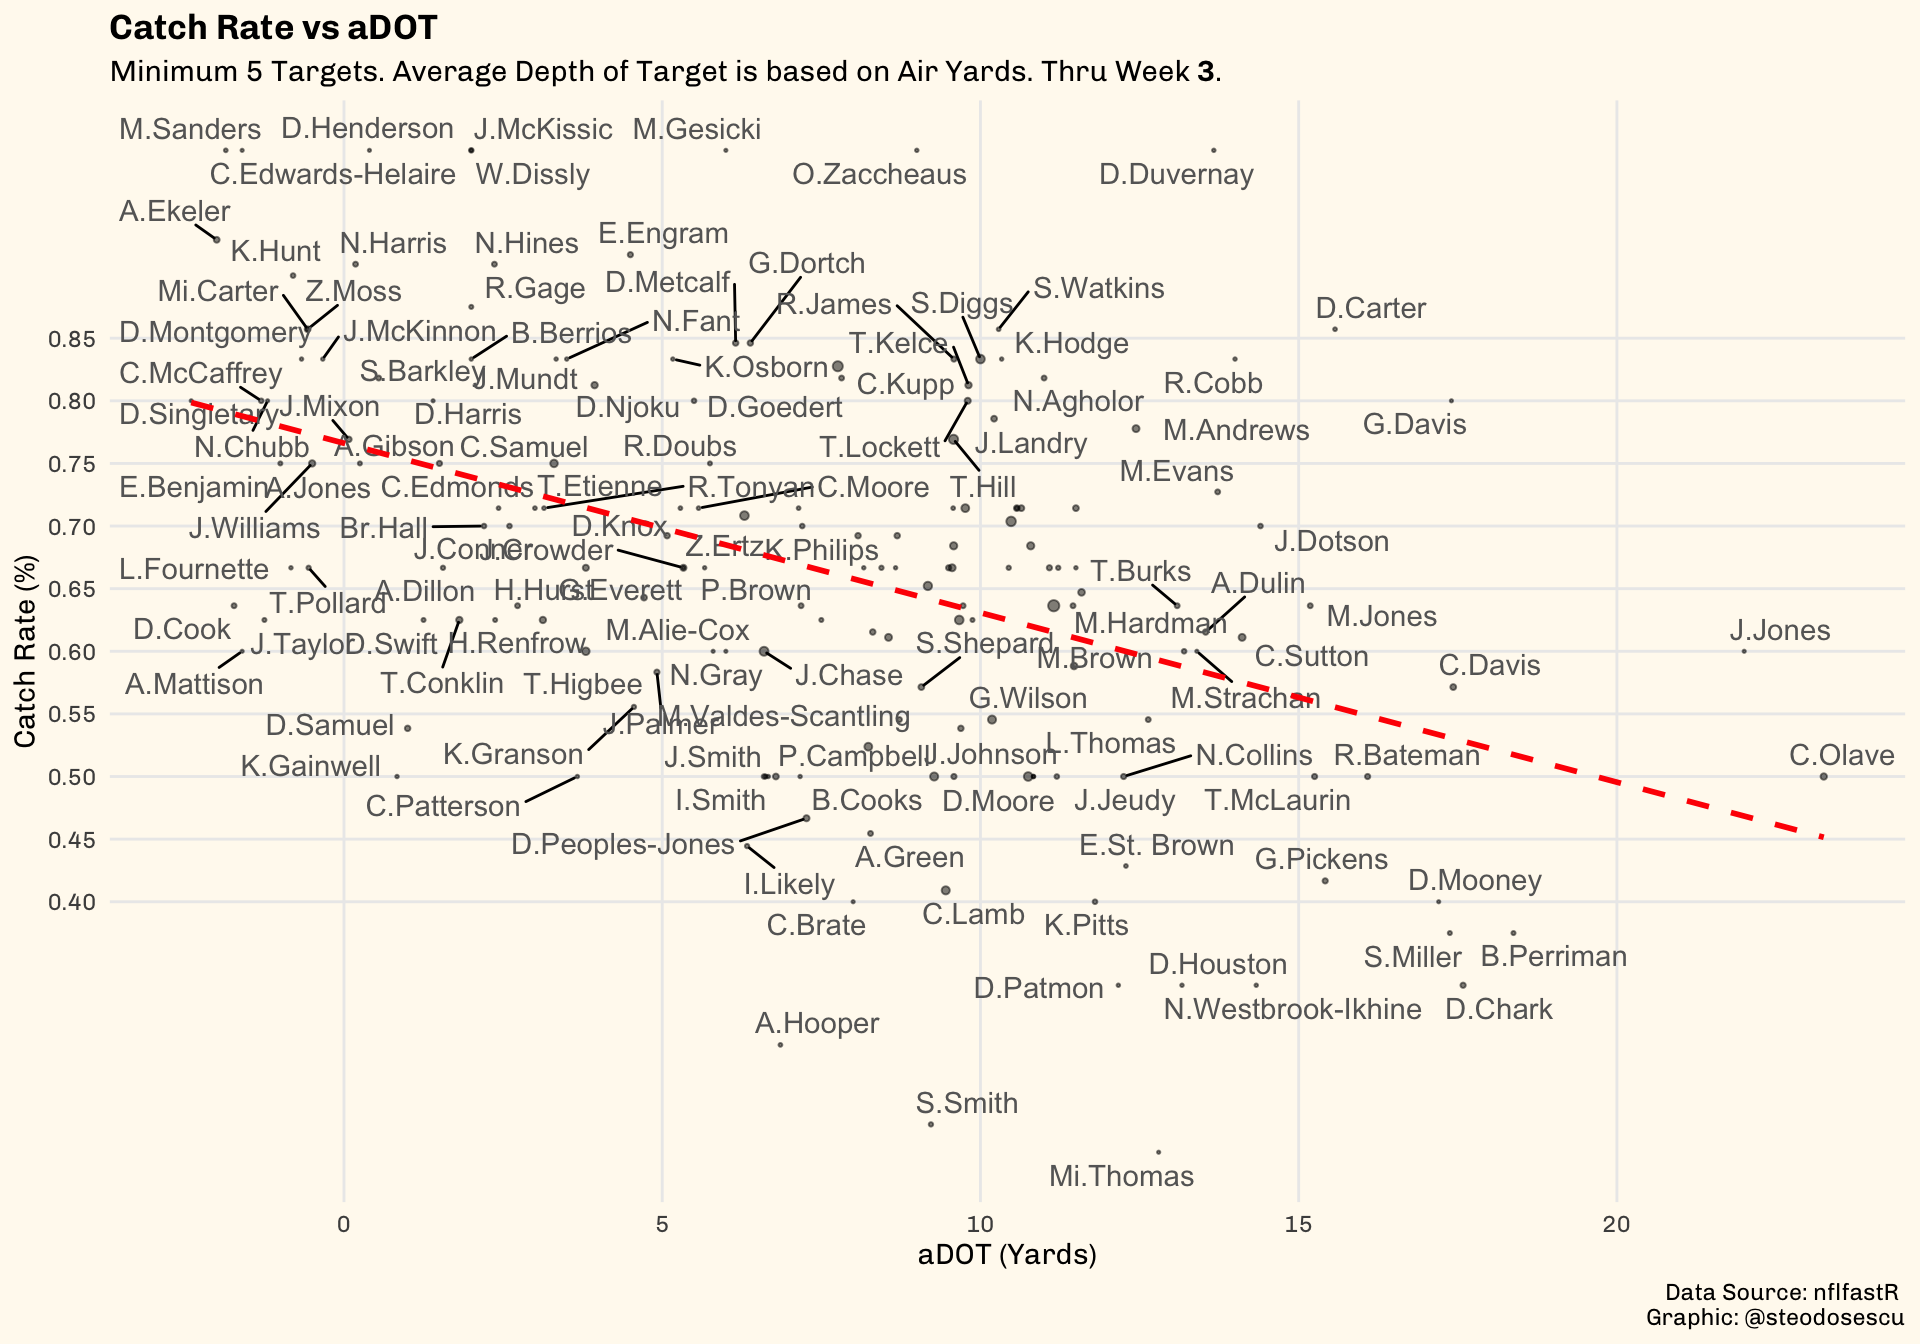 Catch Rate vs aDOT
Minimum 5 Targets. Average Depth of Target is based on Air Yards. Thru Week 3.
M.Sanders D.Henderson J.McKissic M.Gesicki
C.Edwards-Helaire W.Dissly O.Zaccheaus D.Duvernay
A.Ekeler
K.Hunt N.Harris N.Hines E.Engram
G.Dortch
Mi.Carter Z.Moss R.Gage D.Metcalf R.James S.Diggs S.Watkins
D.Carter
0.85
D.Montgomery J.McKinnon B.Berrios N.Fant T.Kelce K.Hodge
C.McCaffrey S.Barkley J.Mundt K.Osborn C.Kupp R.Cobb
0.80
D.Singletary J.Mixon D.Harris D.Njoku D.Goedert N.Agholor G.Davis
N.Chubb A.Gibson C.Samuel R.Doubs T.Lockett J.Landry M.Andrews
0.75
M.Evans
E.Benjamin A.Jones C.Edmonds T.Etienne R.Tonyan C.Moore T.Hill
0.70
J.Williams Br.Hall D.Knox J.Dotson
J.Conner J.Crowder Z.Ertz K.Philips
L.Fournette T.Burks A.Dulin
0.65
T.Pollard A.Dillon H.Hurst G.Everett P.Brown
D.Cook J.Taylor D.Swift H.Renfrow M.Alie-Cox S.Shepard M.Hardman M.Jones J.Jones
0.60
A.Mattison T.Conklin T.Higbee N.Gray J.Chase M.Brown C.Sutton C.Davis
G.Wilson M.Strachan
0.55
D.Samuel J.Palmer M.Valdes-Scantling
K.Gainwell K.Granson J.Smith P.Campbell J.Johnson L.Thomas N.Collins R.Bateman C.Olave
0.50
C.Patterson I.Smith B.Cooks D.Moore J.Jeudy T.McLaurin
0.45
D.Peoples-Jones A.Green E.St. Brown G.Pickens
I.Likely D.Mooney
0.40
C.Brate C.Lamb K.Pitts
S.Miller B.Perriman
D.Patmon D.Houston
N.Westbrook-Ikhine D.Chark
A.Hooper
S.Smith
Mi.Thomas
Catch Rate (%)
0 5 10 15 20
aDOT (Yards)
Data Source: nflfastR
Graphic: @steodosescu